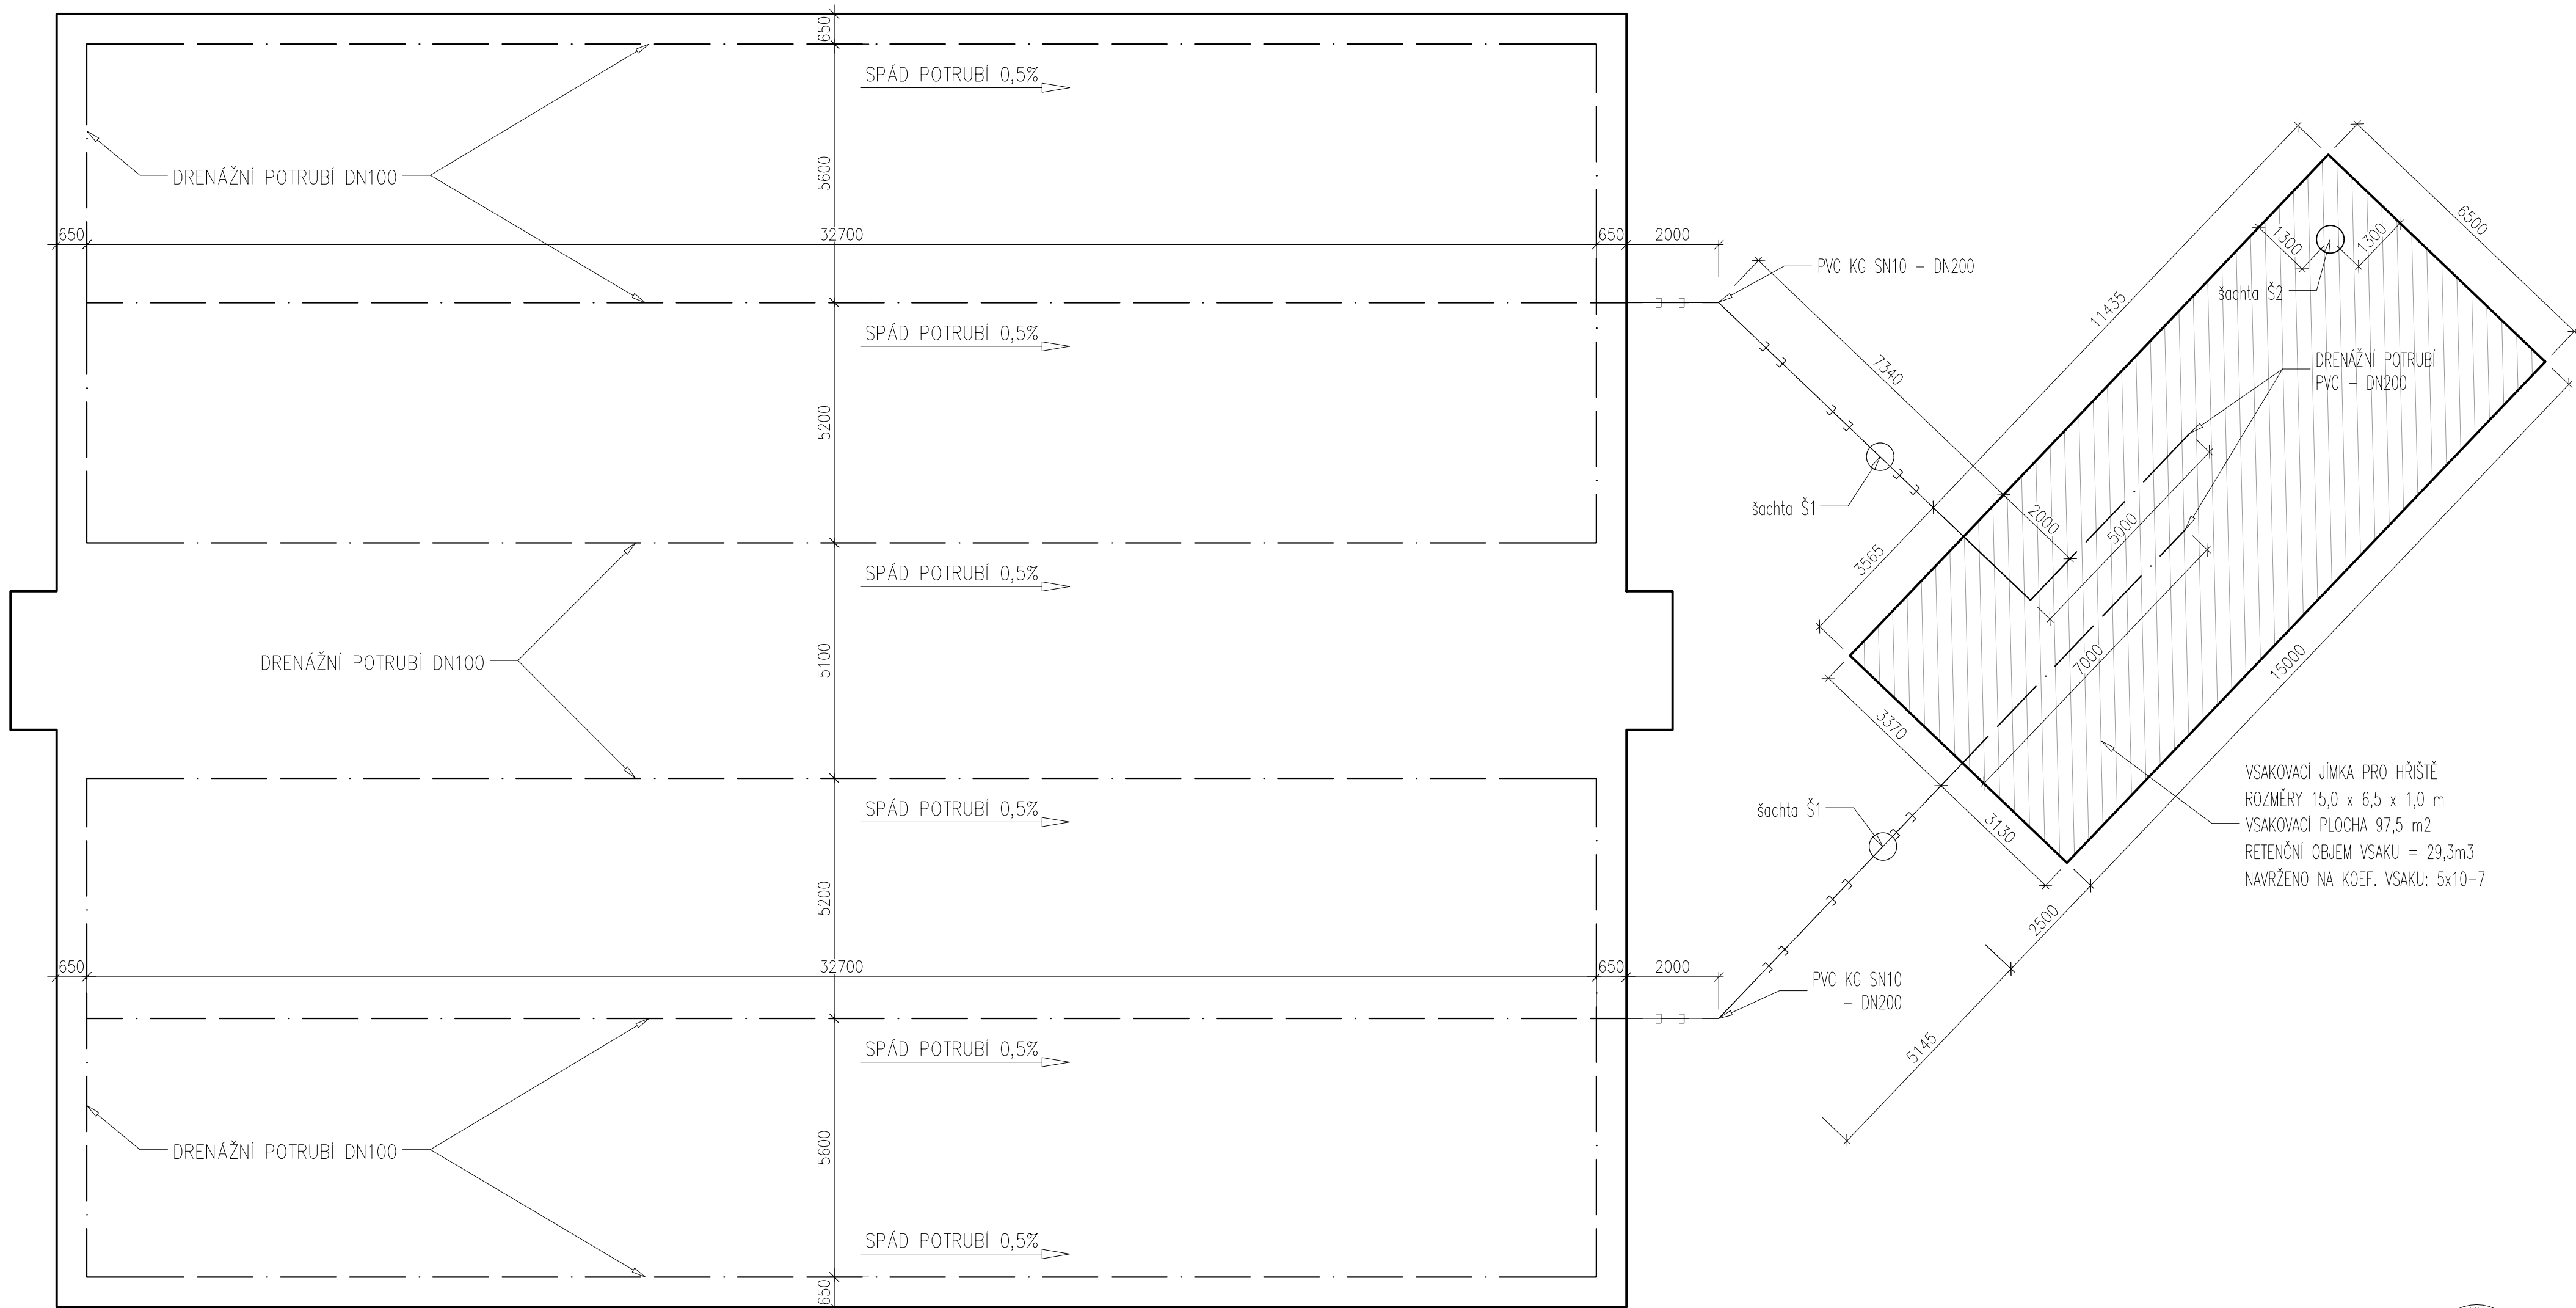 650
SPÁD POTRUBÍ 0,5%
5600
DRENÁŽNÍ POTRUBÍ DN100
650
32700
650
2000
PVC KG SN10 - DN200
SPÁD POTRUBÍ 0,5%
5200
SPÁD POTRUBÍ 0,5%
5100
DRENÁŽNÍ POTRUBÍ DN100
SPÁD POTRUBÍ 0,5%
5200
650
32700
650
2000
PVC KG SN10
- DN200
SPÁD POTRUBÍ 0,5%
5600
DRENÁŽNÍ POTRUBÍ DN100
SPÁD POTRUBÍ 0,5%
650
6500
1300
1300
šachta Š2
11435
7340
DRENÁŽNÍ POTRUBÍ
PVC - DN200
šachta Š1
2000
5000
3565
7000
15000
3370
šachta Š1
3130
VSAKOVACÍ JÍMKA PRO HŘIŠTĚ
ROZMĚRY 15,0 x 6,5 x 1,0 m
VSAKOVACÍ PLOCHA 97,5 m2
RETENČNÍ OBJEM VSAKU = 29,3m3
NAVRŽENO NA KOEF. VSAKU: 5x10-7
2500
5145